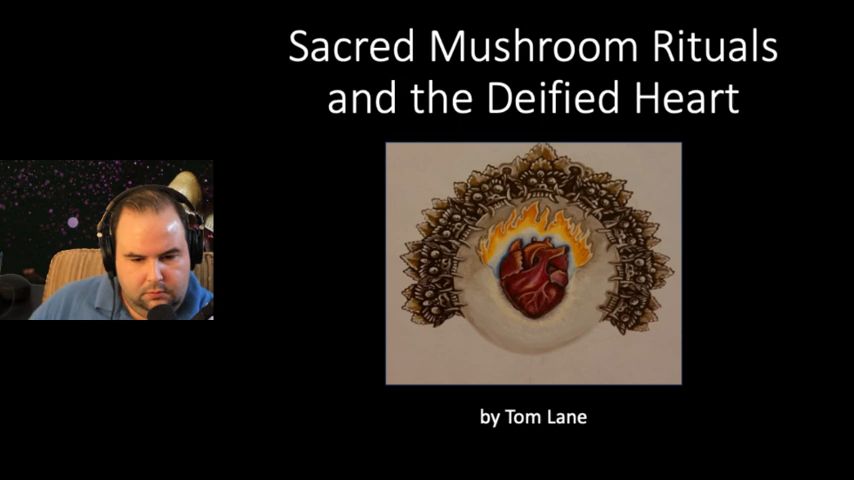 Sacred Mushroom Rituals
and the Deified Heart
by Tom Lane